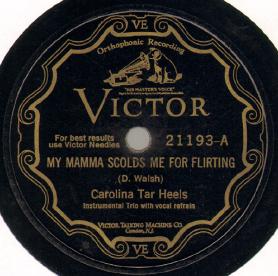 VE
Orthophonic Recording
"HIS MASTER'S VOICE"
VICTOR
For best results
use Victor Needles
21193-A
MY MAMMA SCOLDS ME FOR FLIRTING
(D. Walsh)
Carolina Tar Heels
Instrumental Trio with vocal refrain
VICTOR TALKING MACHINE CO.
Camden, N.J.
VE